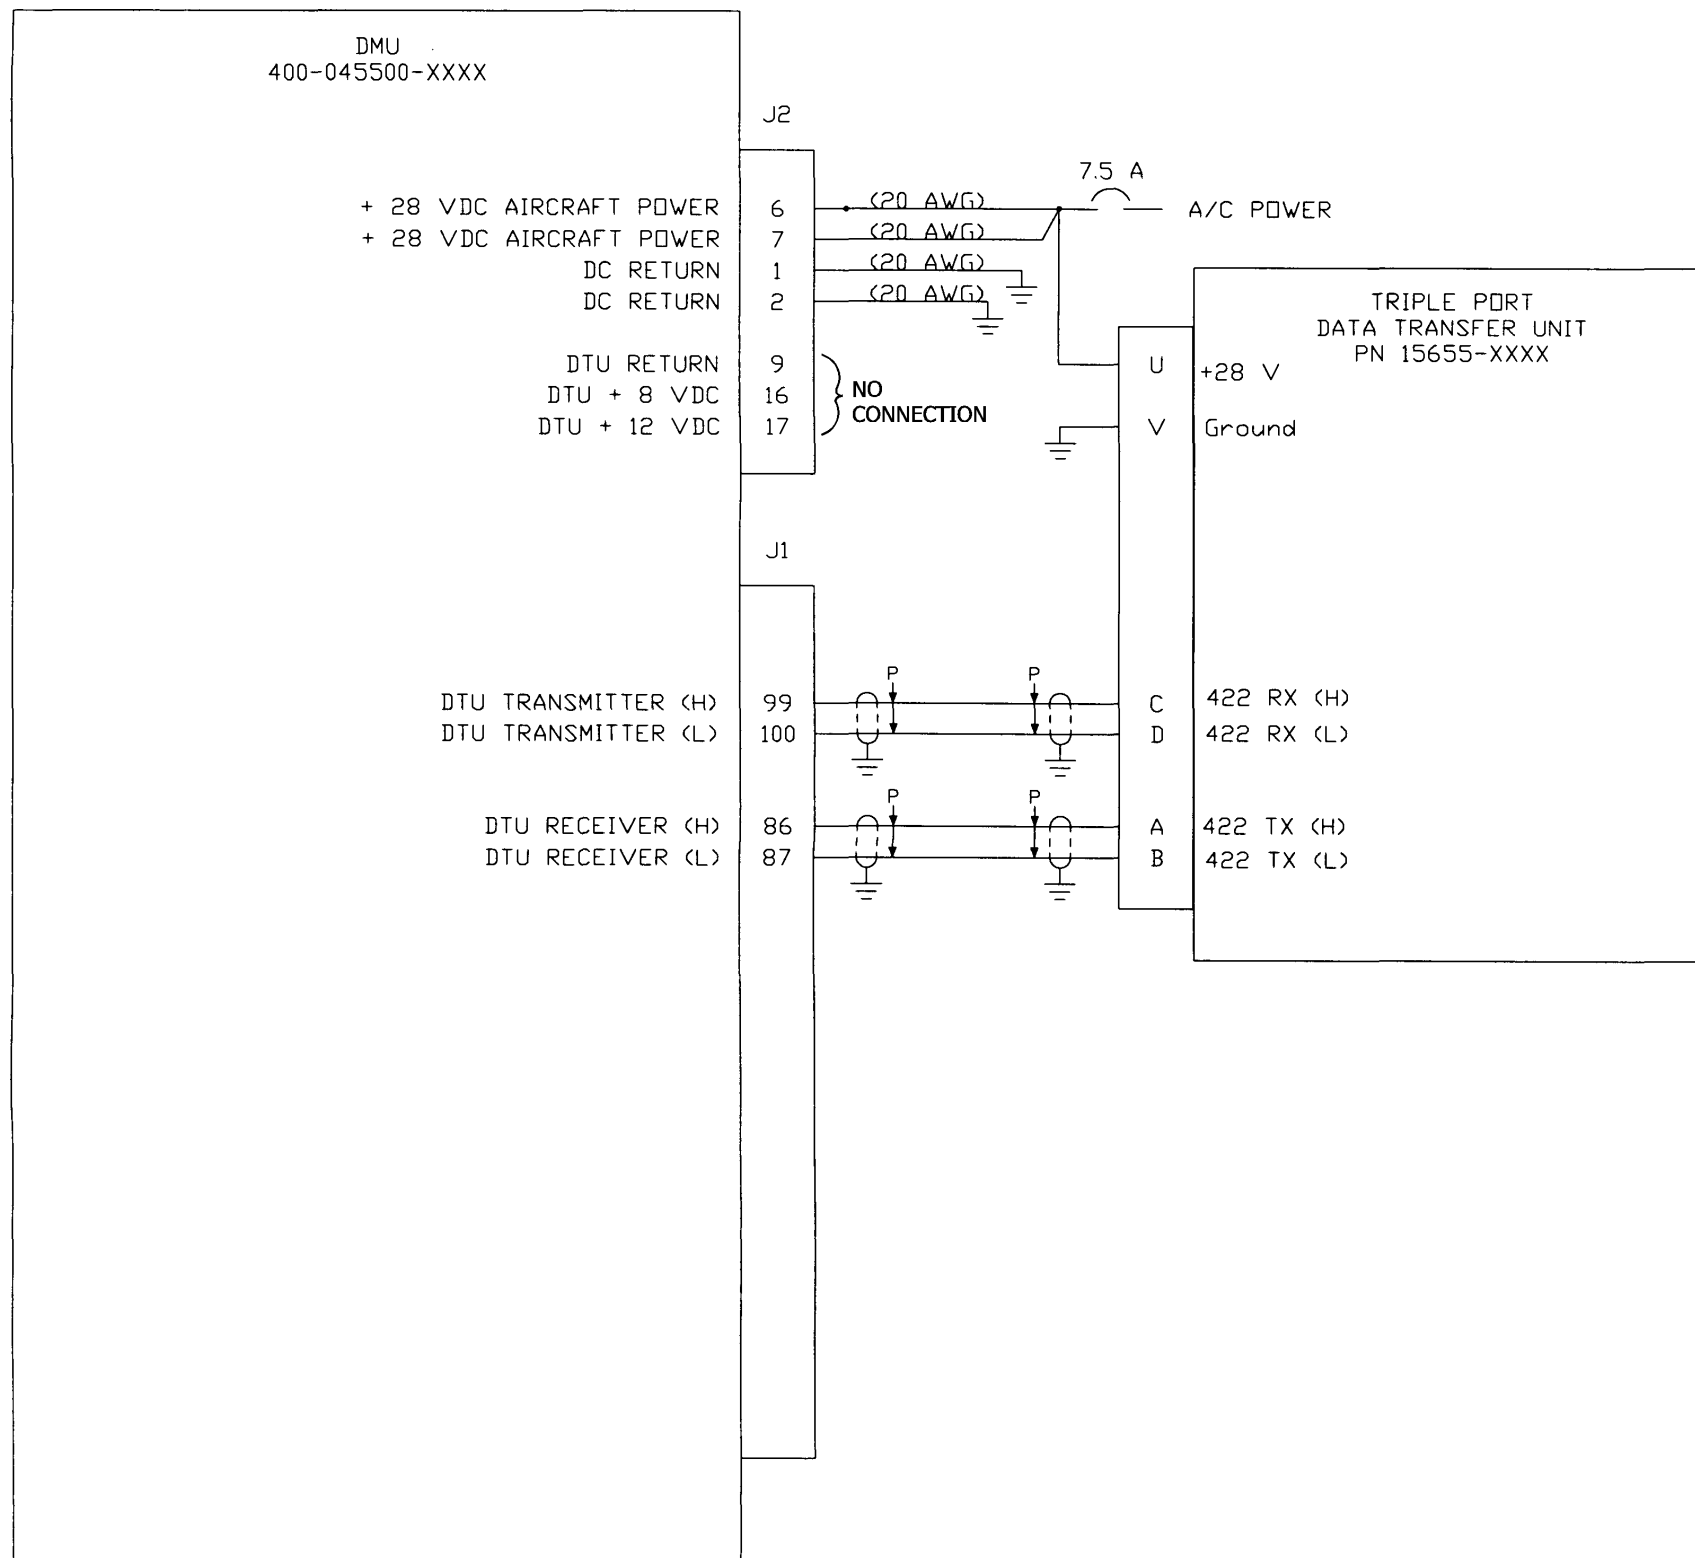 DMU
400-045500-XXXX
J2
7.5 A
+ 28 VDC AIRCRAFT POWER 6 (20 AWG) A/C POWER
+ 28 VDC AIRCRAFT POWER 7 (20 AWG)
DC RETURN 1 (20 AWG)
DC RETURN 2 (20 AWG)
TRIPLE PORT
DATA TRANSFER UNIT
PN 15655-XXXX
DTU RETURN 9
DTU + 8 VDC 16
DTU + 12 VDC 17
NO
CONNECTION
U +28 V
V Ground
J1
P P
DTU TRANSMITTER (H) 99 C 422 RX (H)
DTU TRANSMITTER (L) 100 D 422 RX (L)
P P
DTU RECEIVER (H) 86 A 422 TX (H)
DTU RECEIVER (L) 87 B 422 TX (L)